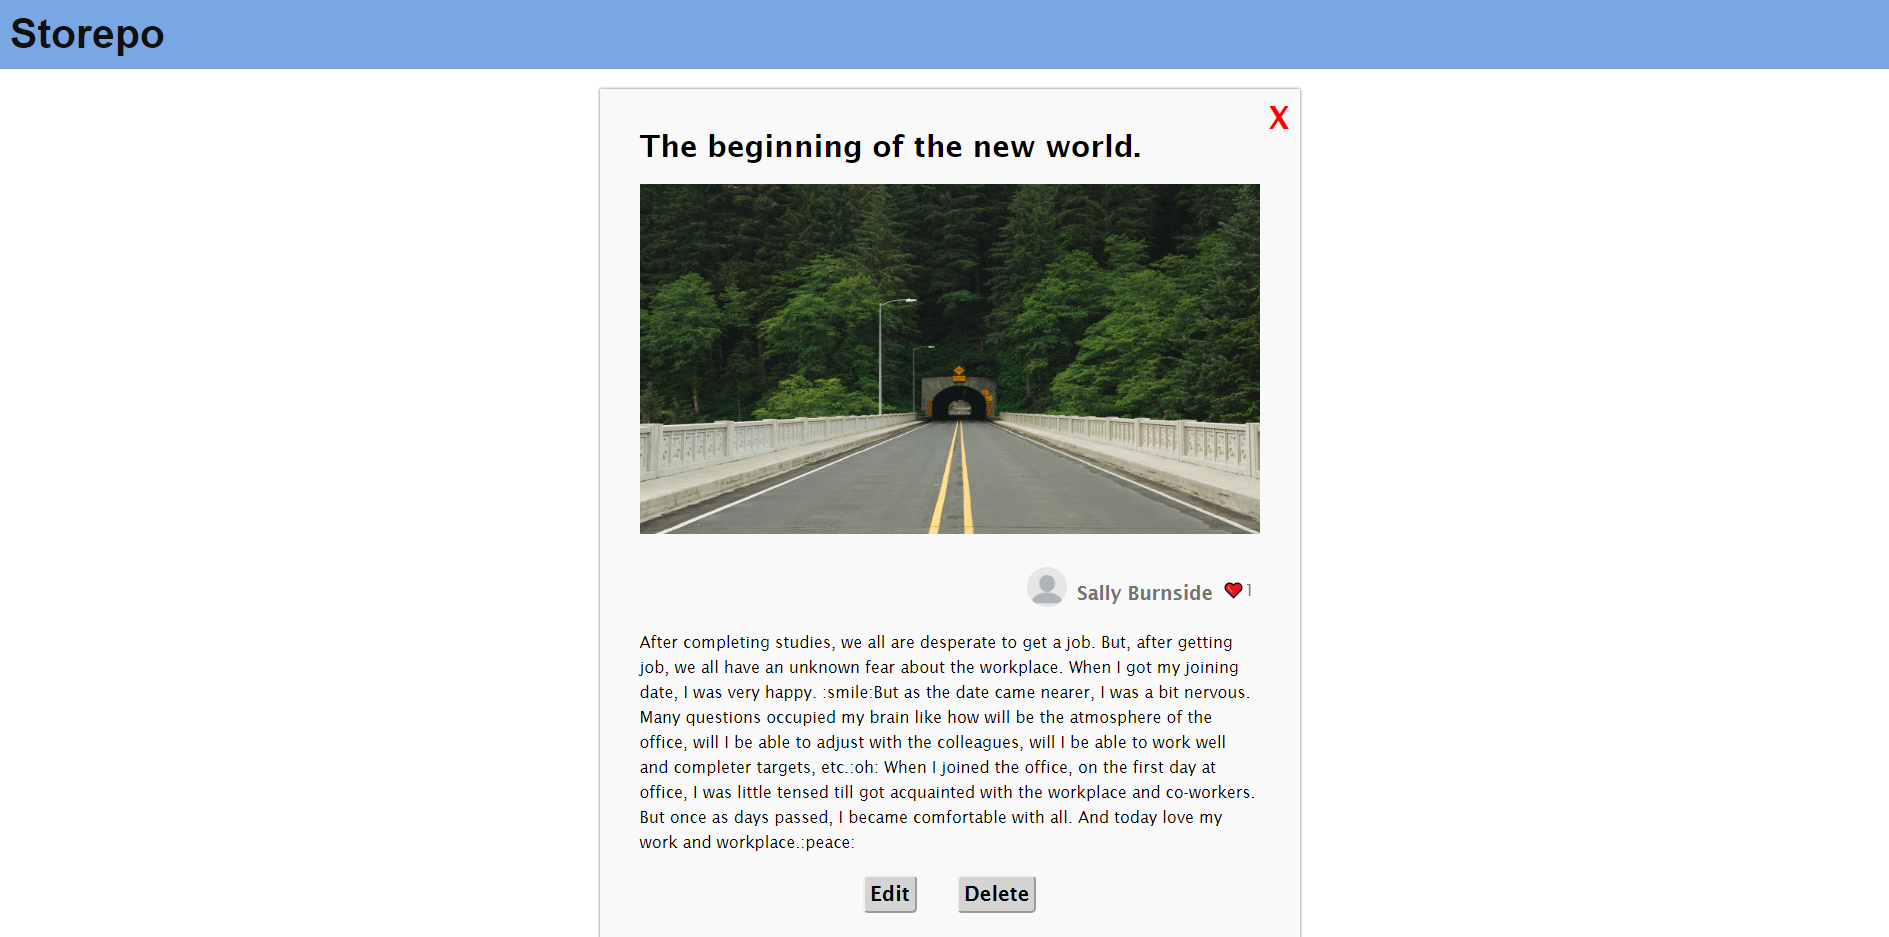 Storepo
X
The beginning of the new world.
Sally Burnside ❤1
After completing studies, we all are desperate to get a job. But, after getting
job, we all have an unknown fear about the workplace. When I got my joining
date, I was very happy. :smile:But as the date came nearer, I was a bit nervous.
Many questions occupied my brain like how will be the atmosphere of the
office, will I be able to adjust with the colleagues, will I be able to work well
and completer targets, etc.:oh: When I joined the office, on the first day at
office, I was little tensed till got acquainted with the workplace and co-workers.
But once as days passed, I became comfortable with all. And today love my
work and workplace.:peace:
Edit Delete